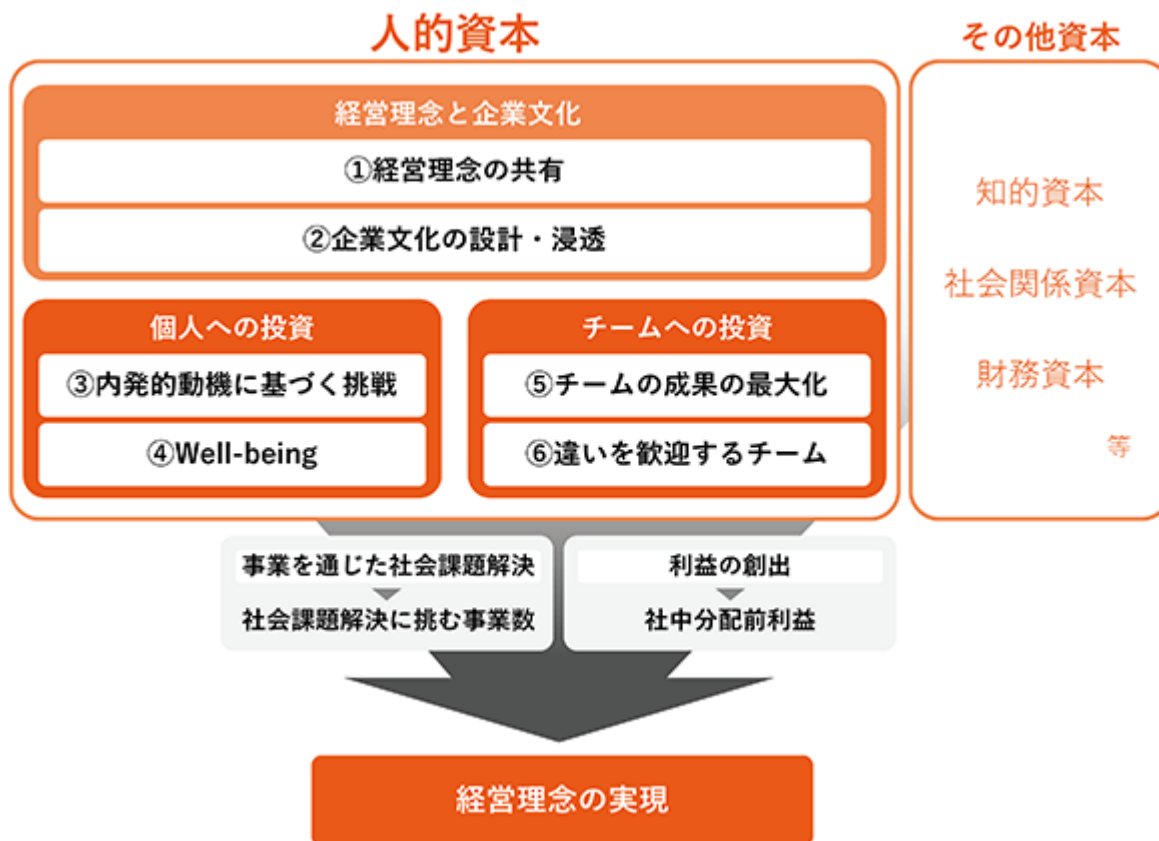 人的資本
経営理念と企業文化
①経営理念の共有
②企業文化の設計・浸透
個人への投資
③内発的動機に基づく挑戦
④Well-being
チームへの投資
⑤チームの成果の最大化
⑥違いを歓迎するチーム
その他資本
知的資本
社会関係資本
財務資本
等
事業を通じた社会課題解決
社会課題解決に挑む事業数
利益の創出
社中分配前利益
経営理念の実現